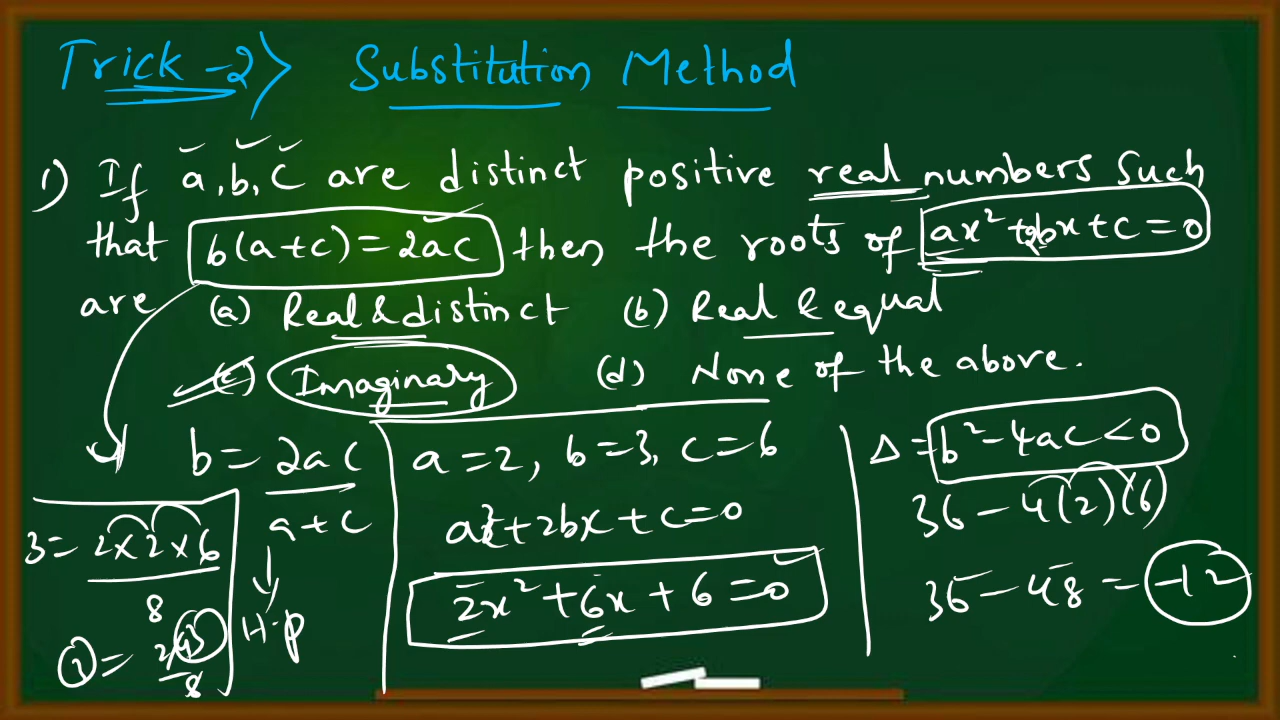 Trick-2> Substitution Method
1) If a, b, c are distinct positive real numbers such
that b(a+c)=2ac then the roots of ax²+2bx+c=0
are (a) Real & distinct (b) Real & equal
(c) Imaginary (d) None of the above.
b=2ac
a+c
H.p
3=2×2×6
8
a=2, b=3, c=6
ax²+2bx+c=0
2x²+6x+6=0
Δ=b²-4ac<0
36-4(2)(6)
36-48=-12